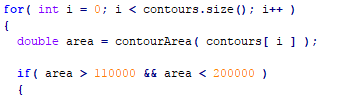 for( int i = 0; i < contours.size(); i++ )
{
double area = contourArea( contours[ i ] );
if( area > 110000 && area < 200000 )
{